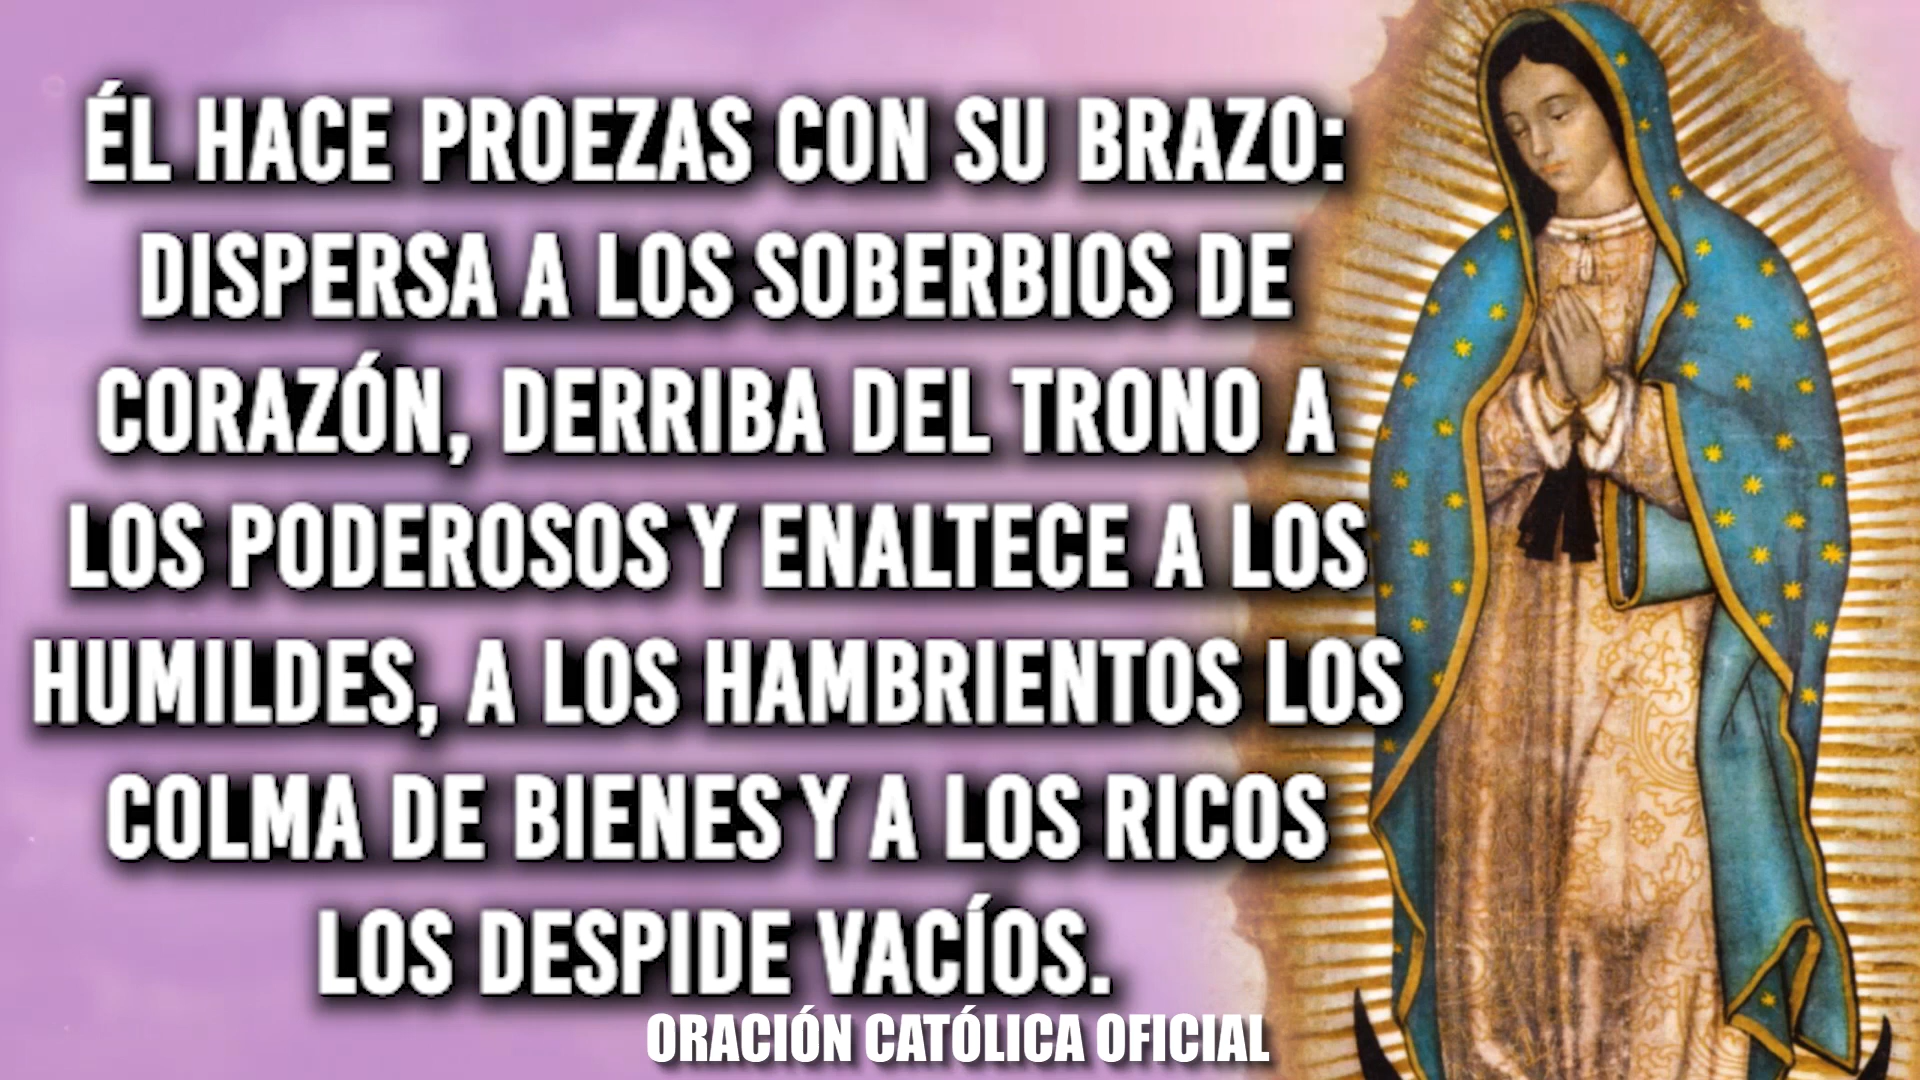 ÉL HACE PROEZAS CON SU BRAZO:
DISPERSA A LOS SOBERBIOS DE
CORAZÓN, DERRIBA DEL TRONO A
LOS PODEROSOS Y ENALTECE A LOS
HUMILDES, A LOS HAMBRIENTOS LOS
COLMA DE BIENES Y A LOS RICOS
LOS DESPIDE VACÍOS.
ORACIÓN CATÓLICA OFICIAL